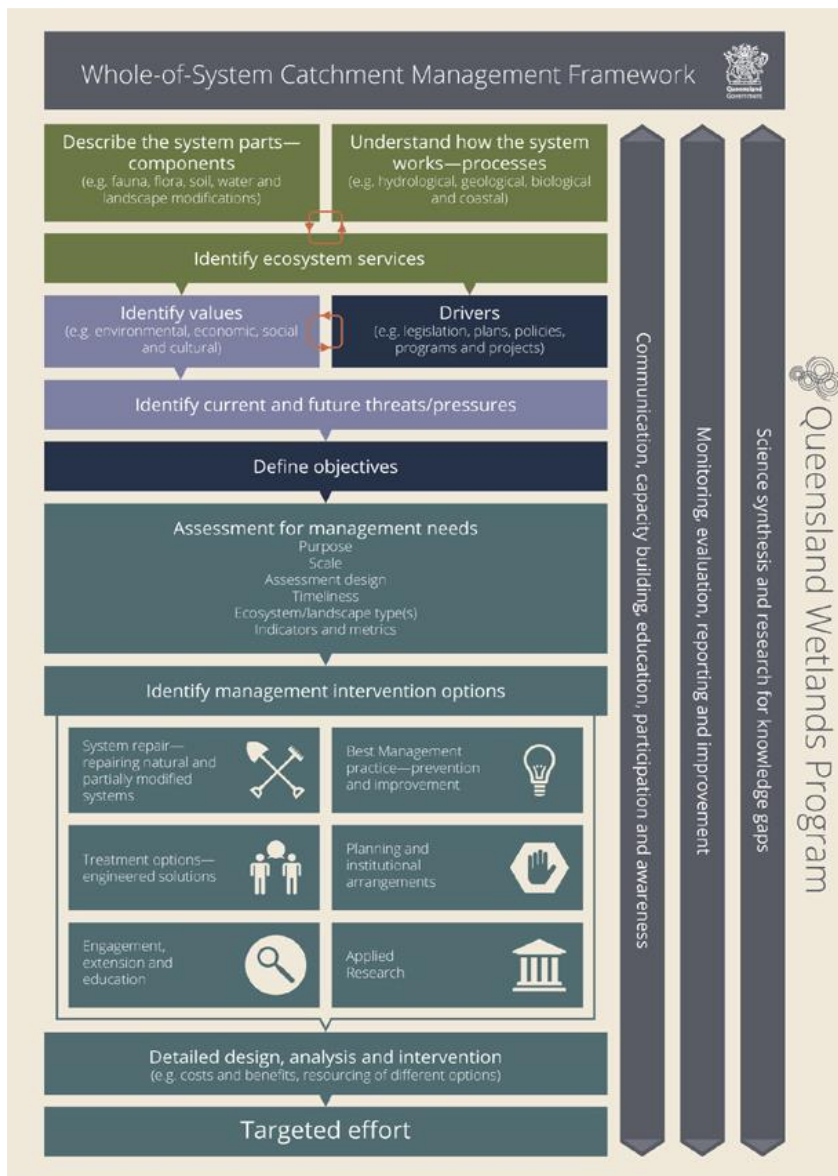 Whole-of-System Catchment Management Framework
Queensland
Government
Describe the system parts—
components
(e.g. fauna, flora, soil, water and
landscape modifications)
Understand how the system
works—processes
(e.g. hydrological, geological, biological
and coastal)
Identify ecosystem services
Identify values
(e.g. environmental, economic, social
and cultural)
Drivers
(e.g. legislation, plans, policies,
programs and projects)
Identify current and future threats/pressures
Define objectives
Assessment for management needs
Purpose
Scale
Assessment design
Timeliness
Ecosystem/landscape type(s)
Indicators and metrics
Identify management intervention options
System repair—
repairing natural and
partially modified
systems
Best Management
practice—prevention
and improvement
Treatment options—
engineered solutions
Planning and
institutional
arrangements
Engagement,
extension and
education
Applied
Research
Detailed design, analysis and intervention
(e.g. costs and benefits, resourcing of different options)
Targeted effort
Communication, capacity building, education, participation and awareness
Monitoring, evaluation, reporting and improvement
Science synthesis and research for knowledge gaps
Queensland Wetlands Program